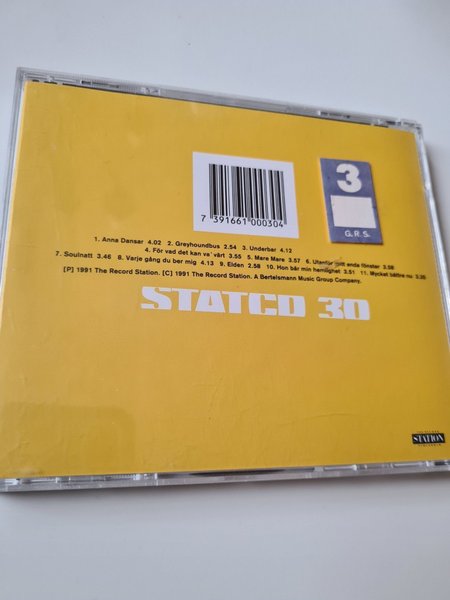 7 391661 000304
3
G.R.S.
1. Anna Dansar 4.02 2. Greyhoundbus 2.54 3. Underbar 4.12
4. För vad det kan va' värt 3.55 5. Mare Mare 3.57 6. Utanför mitt enda fönster 3.58
7. Soulnatt 3.46 8. Varje gång du ber mig 4.13 9. Elden 2.58 10. Hon bär min hemlighet 3.51 11. Mycket bättre nu 3.35
[P] 1991 The Record Station. [C] 1991 The Record Station. A Bertelsmann Music Group Company.
STATCD 30
STATION